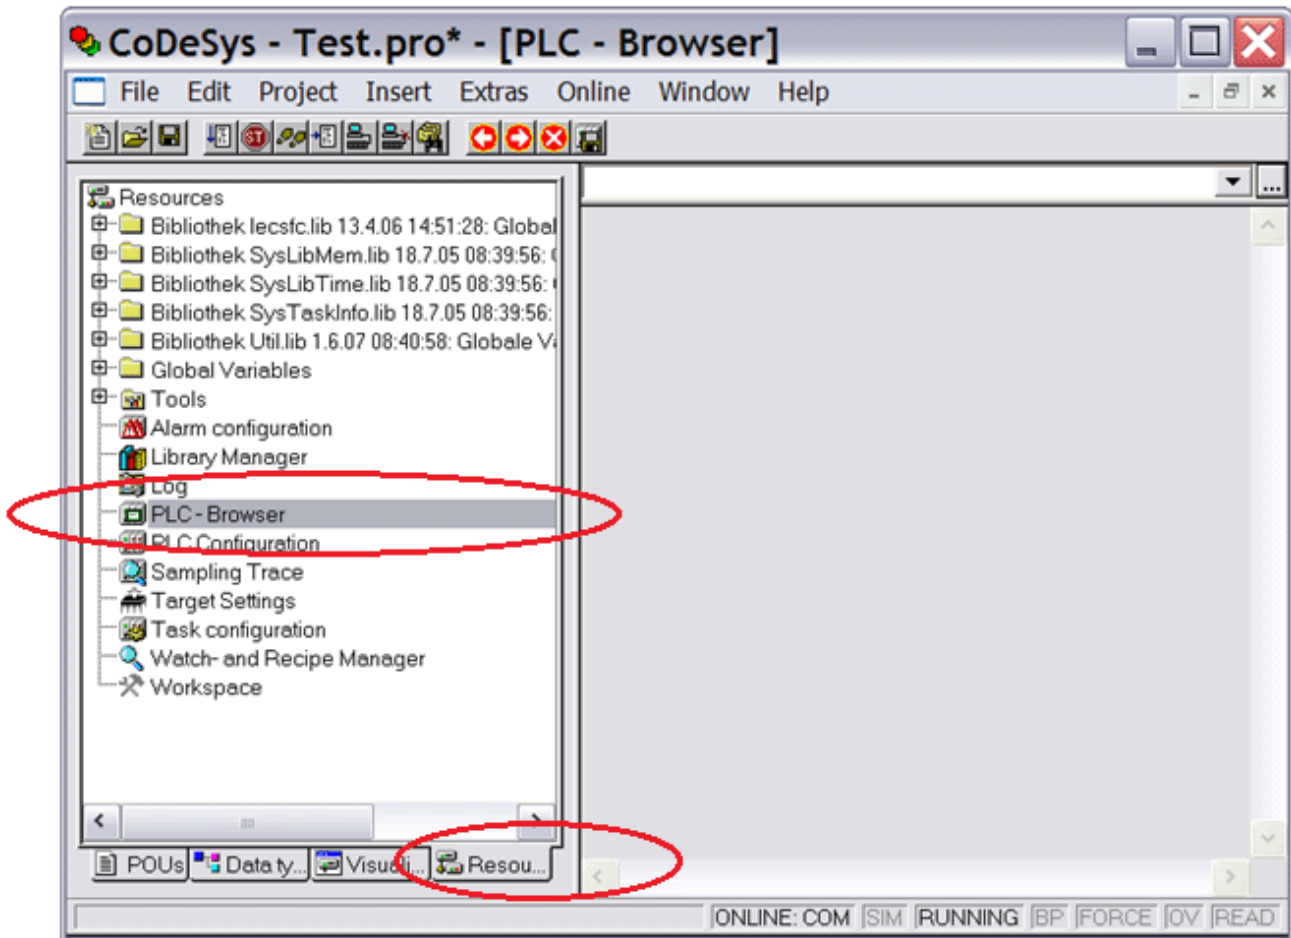 CoDeSys - Test.pro* - [PLC - Browser]
File Edit Project Insert Extras Online Window Help
ST
...
Resources
Bibliothek Iecsfc.lib 13.4.06 14:51:28: Global
Bibliothek SysLibMem.lib 18.7.05 08:39:56:
Bibliothek SysLibTime.lib 18.7.05 08:39:56:
Bibliothek SysTaskInfo.lib 18.7.05 08:39:56:
Bibliothek Util.lib 1.6.07 08:40:58: Globale
Global Variables
Tools
Alarm configuration
Library Manager
Log
PLC - Browser
PLC Configuration
Sampling Trace
Target Settings
Task configuration
Watch- and Recipe Manager
Workspace
POUs Data ty... Visuali... Resou...
ONLINE: COM SIM RUNNING BP FORCE OV READ